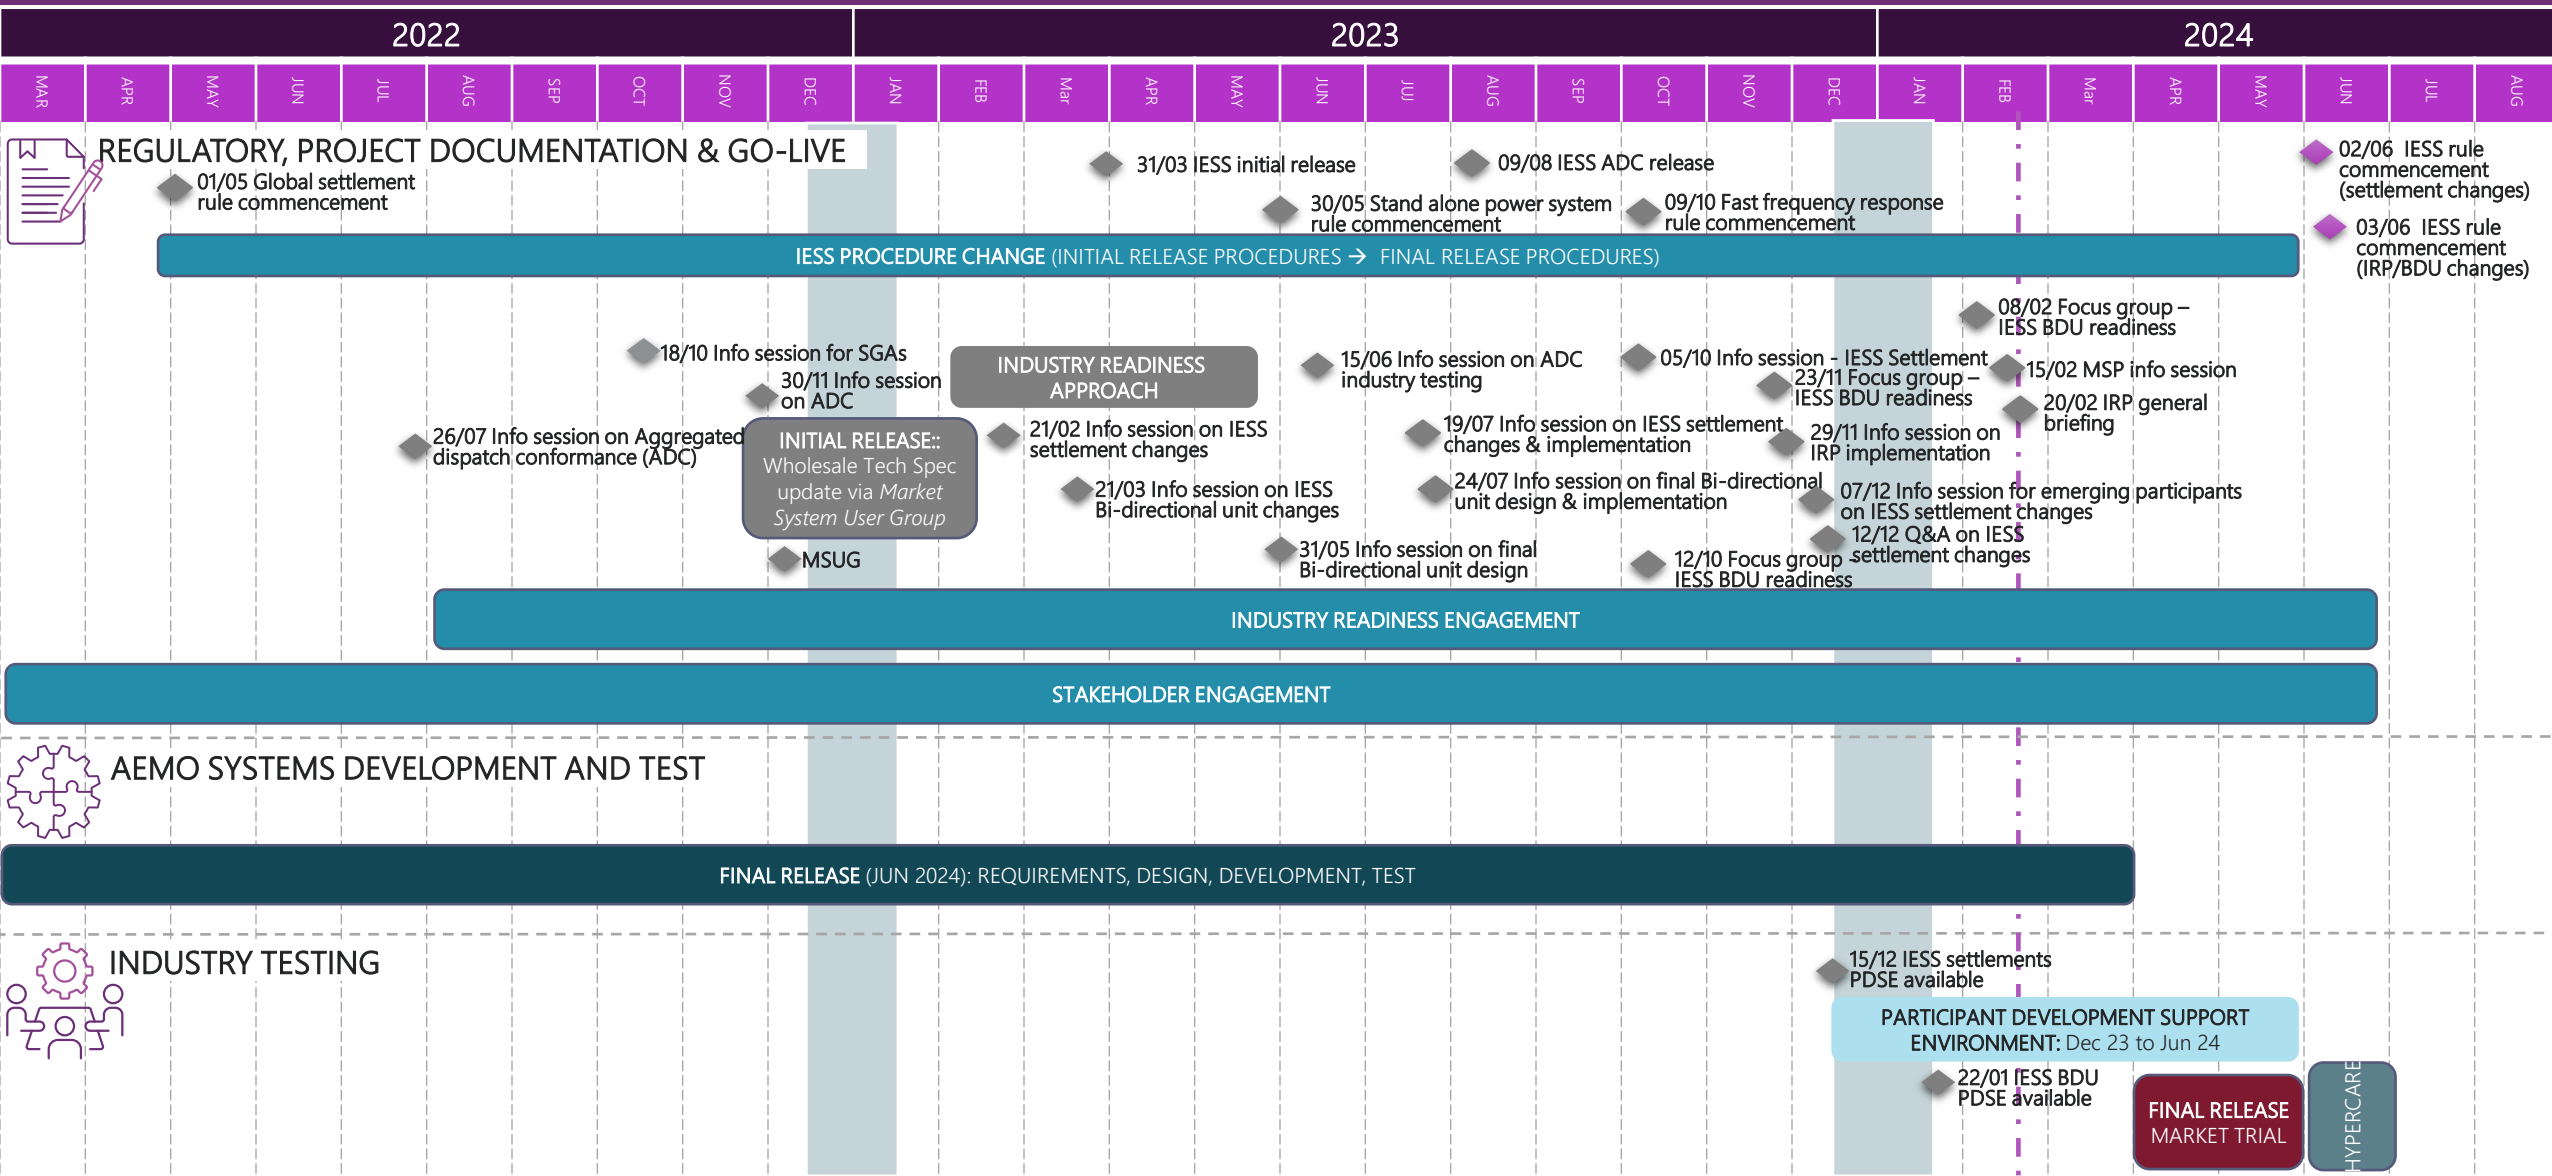 2022
2023
2024
MAR
APR
MAY
JUN
JUL
AUG
SEP
OCT
NOV
DEC
JAN
FEB
Mar
APR
MAY
JUN
JUJ
AUG
SEP
OCT
NOV
DEC
JAN
FEB
Mar
APR
MAY
JUN
JUL
AUG
REGULATORY, PROJECT DOCUMENTATION & GO-LIVE
01/05 Global settlement
rule commencement
31/03 IESS initial release
30/05 Stand alone power system
rule commencement
09/08 IESS ADC release
09/10 Fast frequency response
rule commencement
02/06 IESS rule
commencement
(settlement changes)
03/06 IESS rule
commencement
(IRP/BDU changes)
IESS PROCEDURE CHANGE (INITIAL RELEASE PROCEDURES → FINAL RELEASE PROCEDURES)
26/07 Info session on Aggregated
dispatch conformance (ADC)
18/10 Info session for SGAs
30/11 Info session
on ADC
INITIAL RELEASE::
Wholesale Tech Spec
update via Market
System User Group
MSUG
INDUSTRY READINESS
APPROACH
21/02 Info session on IESS
settlement changes
21/03 Info session on IESS
Bi-directional unit changes
31/05 Info session on final
Bi-directional unit design
15/06 Info session on ADC
industry testing
19/07 Info session on IESS settlement
changes & implementation
24/07 Info session on final Bi-directional
unit design & implementation
05/10 Info session - IESS Settlement
12/10 Focus group -
IESS BDU readiness
23/11 Focus group –
IESS BDU readiness
29/11 Info session on
IRP implementation
07/12 Info session for emerging participants
on IESS settlement changes
12/12 Q&A on IESS
settlement changes
08/02 Focus group –
IESS BDU readiness
15/02 MSP info session
20/02 IRP general
briefing
INDUSTRY READINESS ENGAGEMENT
STAKEHOLDER ENGAGEMENT
AEMO SYSTEMS DEVELOPMENT AND TEST
FINAL RELEASE (JUN 2024): REQUIREMENTS, DESIGN, DEVELOPMENT, TEST
INDUSTRY TESTING
15/12 IESS settlements
PDSE available
PARTICIPANT DEVELOPMENT SUPPORT
ENVIRONMENT: Dec 23 to Jun 24
22/01 IESS BDU
PDSE available
FINAL RELEASE
MARKET TRIAL
HYPERCARE